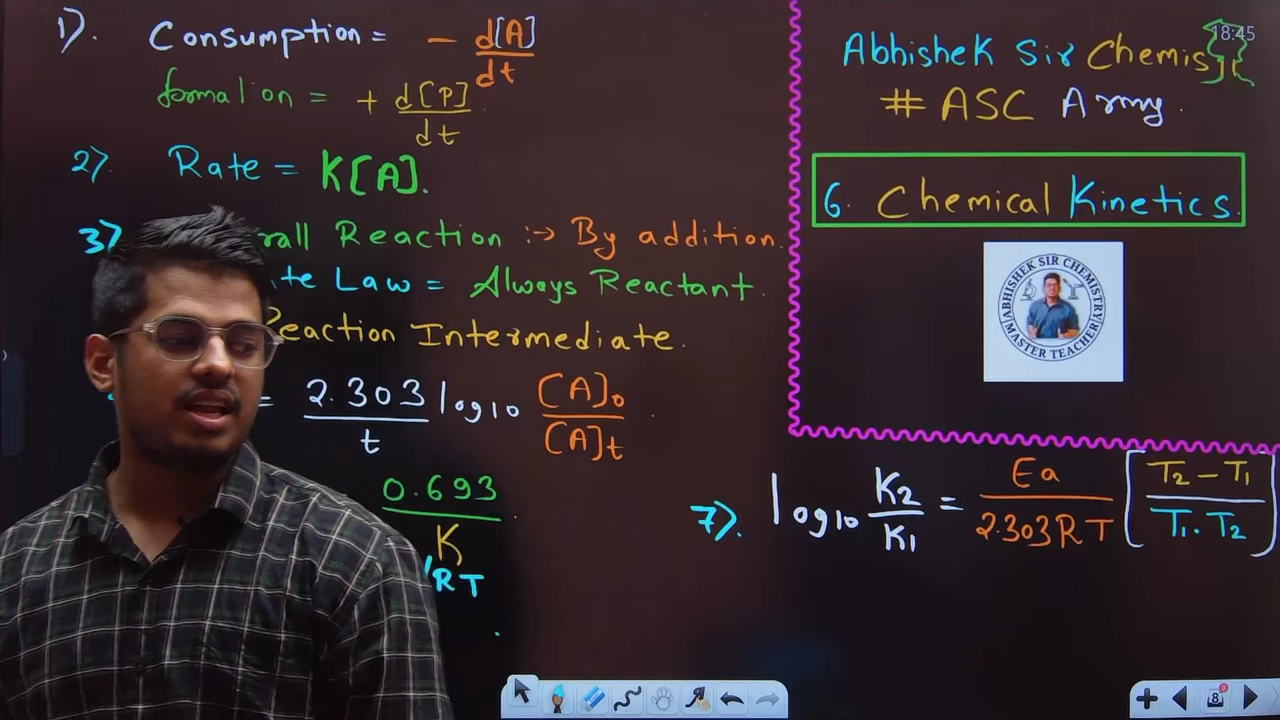 1). Consumption = - d[A]/dt
formation = + d[P]/dt
2) Rate = K[A].
3) rall Reaction :→ By addition.
te Law = Always Reactant.
Reaction Intermediate.
= 2.303/t log10 [A]0/[A]t
0.693/K
/RT
18:45
Abhishek Sir Chemis
# ASC Army.
6. Chemical Kinetics.
ABHISHEK SIR CHEMISTRY
MASTER TEACHER
7). log10 K2/K1 = Ea/2.303RT [T2 - T1/T1 . T2]
8